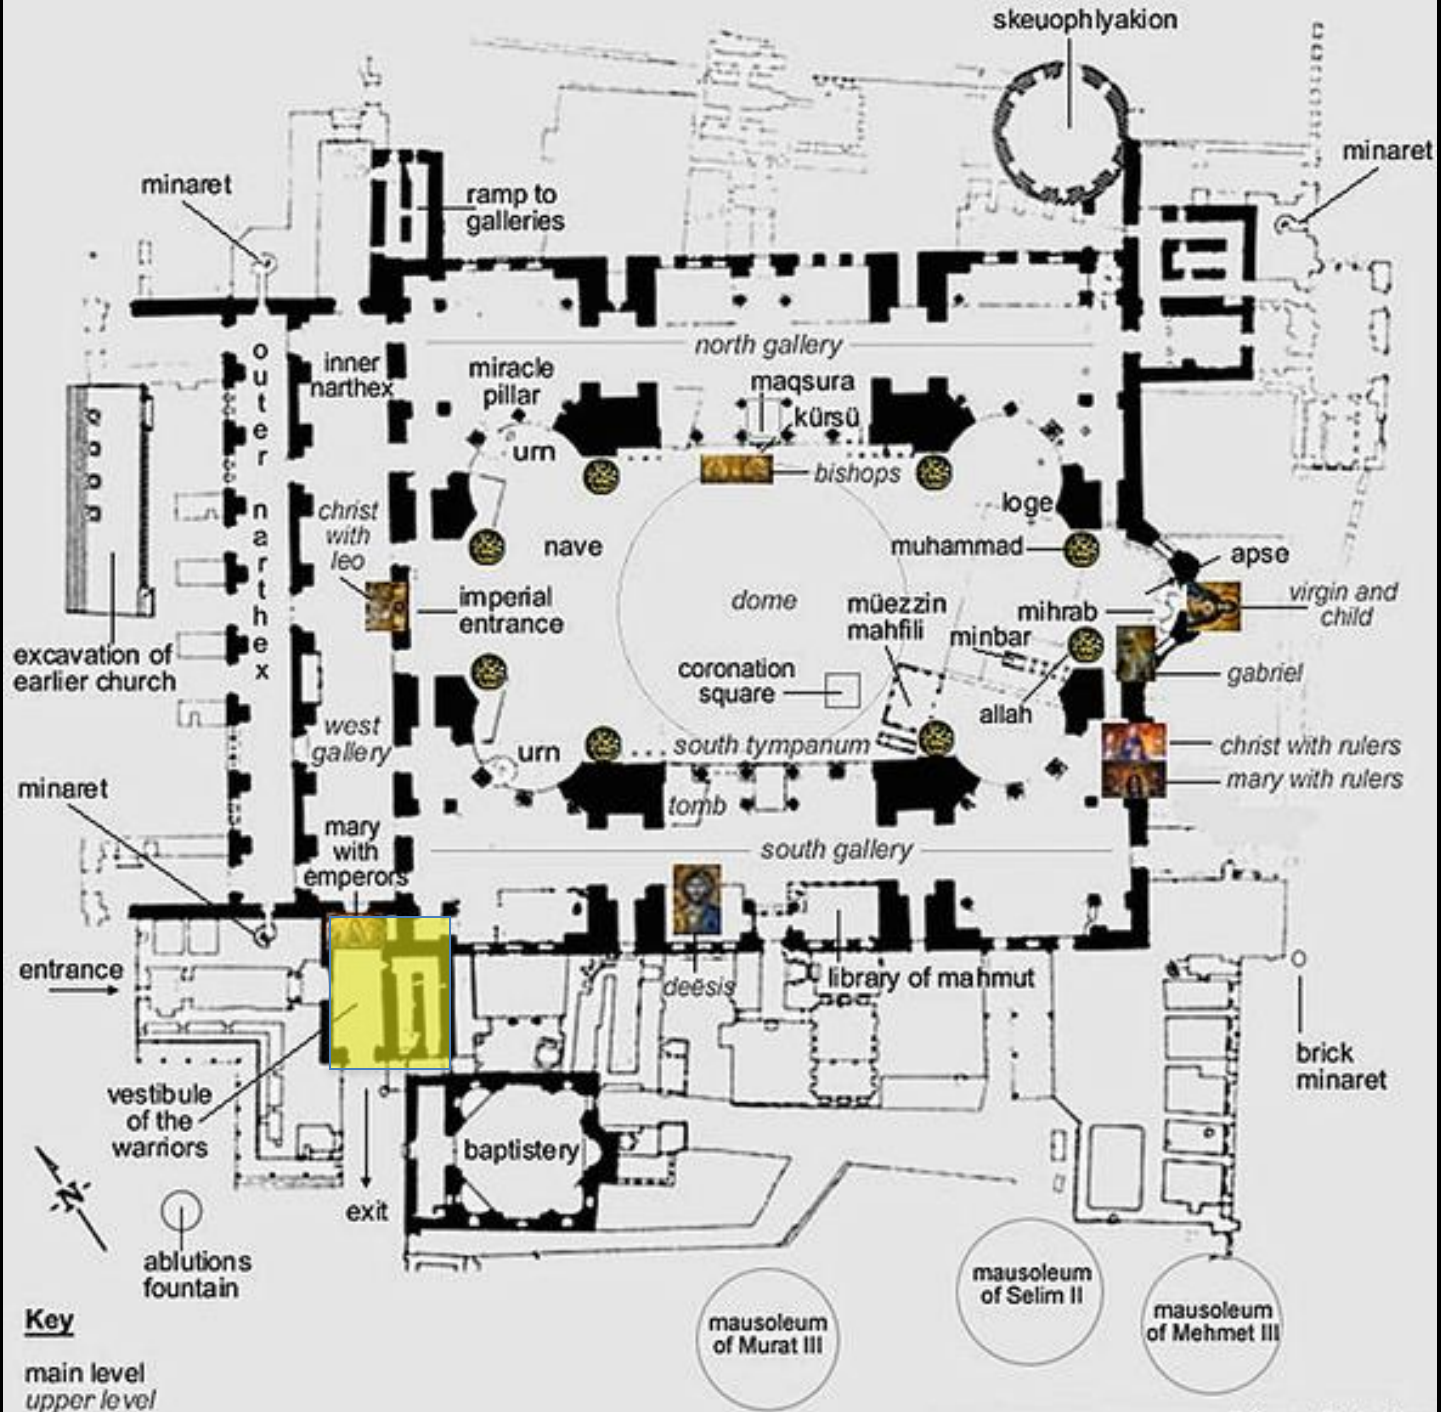 skeuophlyakion
minaret
minaret
ramp to
galleries
north gallery
outer narthex
inner
narthex
miracle
pillar
maqsura
kürsü
urn
bishops
christ
with
leo
loge
nave
muhammad
apse
imperial
entrance
dome
müezzin
mahfili
mihrab
virgin and
child
minbar
excavation of
earlier church
coronation
square
gabriel
allah
west
gallery
urn
south tympanum
christ with rulers
mary with rulers
minaret
tomb
mary
with
emperors
south gallery
entrance
deësis
library of mahmut
brick
minaret
vestibule
of the
warriors
baptistery
N
exit
ablutions
fountain
mausoleum
of Murat III
mausoleum
of Selim II
mausoleum
of Mehmet III
Key
main level
upper level